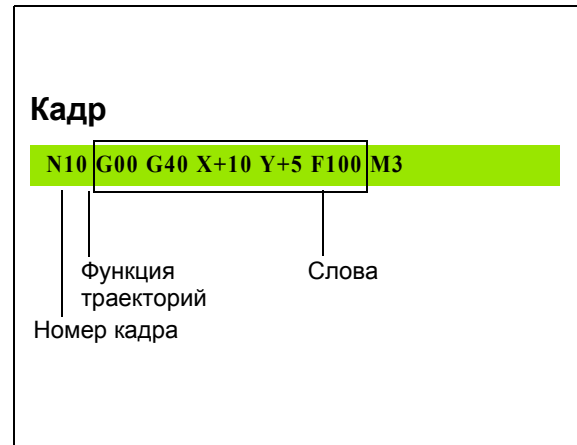 Кадр
N10 G00 G40 X+10 Y+5 F100 M3
Функция Слова
траекторий
Номер кадра